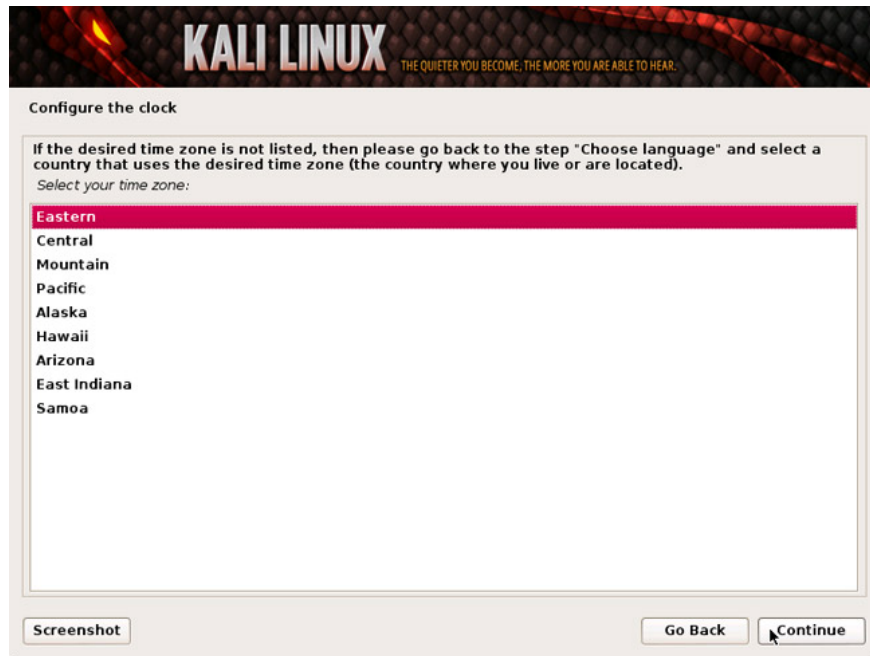 KALI LINUX THE QUIETER YOU BECOME, THE MORE YOU ARE ABLE TO HEAR.
Configure the clock
If the desired time zone is not listed, then please go back to the step "Choose language" and select a
country that uses the desired time zone (the country where you live or are located).
Select your time zone:
Eastern
Central
Mountain
Pacific
Alaska
Hawaii
Arizona
East Indiana
Samoa
Screenshot Go Back Continue